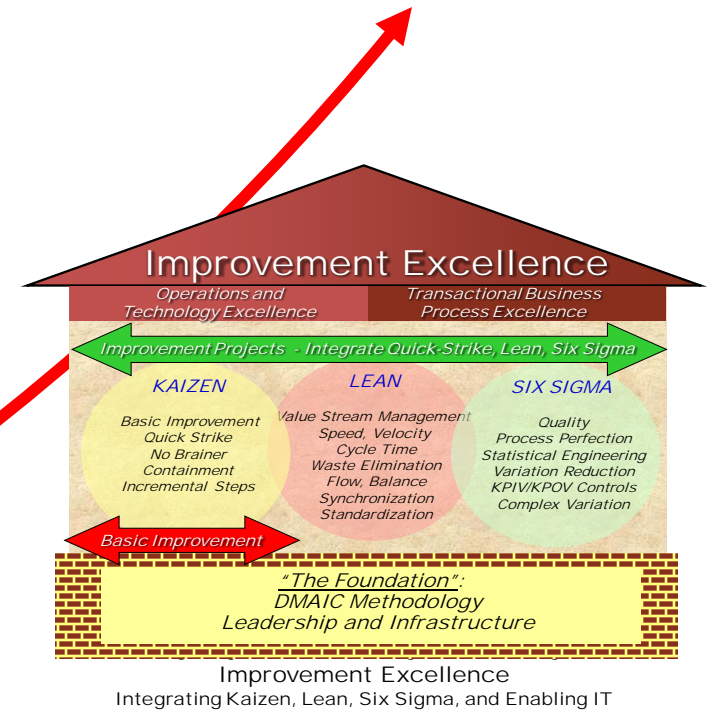 Improvement Excellence
Operations and
Technology Excellence
Transactional Business
Process Excellence
Improvement Projects - Integrate Quick-Strike, Lean, Six Sigma
KAIZEN
Basic Improvement
Quick Strike
No Brainer
Containment
Incremental Steps
LEAN
Value Stream Management
Speed, Velocity
Cycle Time
Waste Elimination
Flow, Balance
Synchronization
Standardization
SIX SIGMA
Quality
Process Perfection
Statistical Engineering
Variation Reduction
KPIV/KPOV Controls
Complex Variation
Basic Improvement
“The Foundation”:
DMAIC Methodology
Leadership and Infrastructure
Improvement Excellence
Integrating Kaizen, Lean, Six Sigma, and Enabling IT